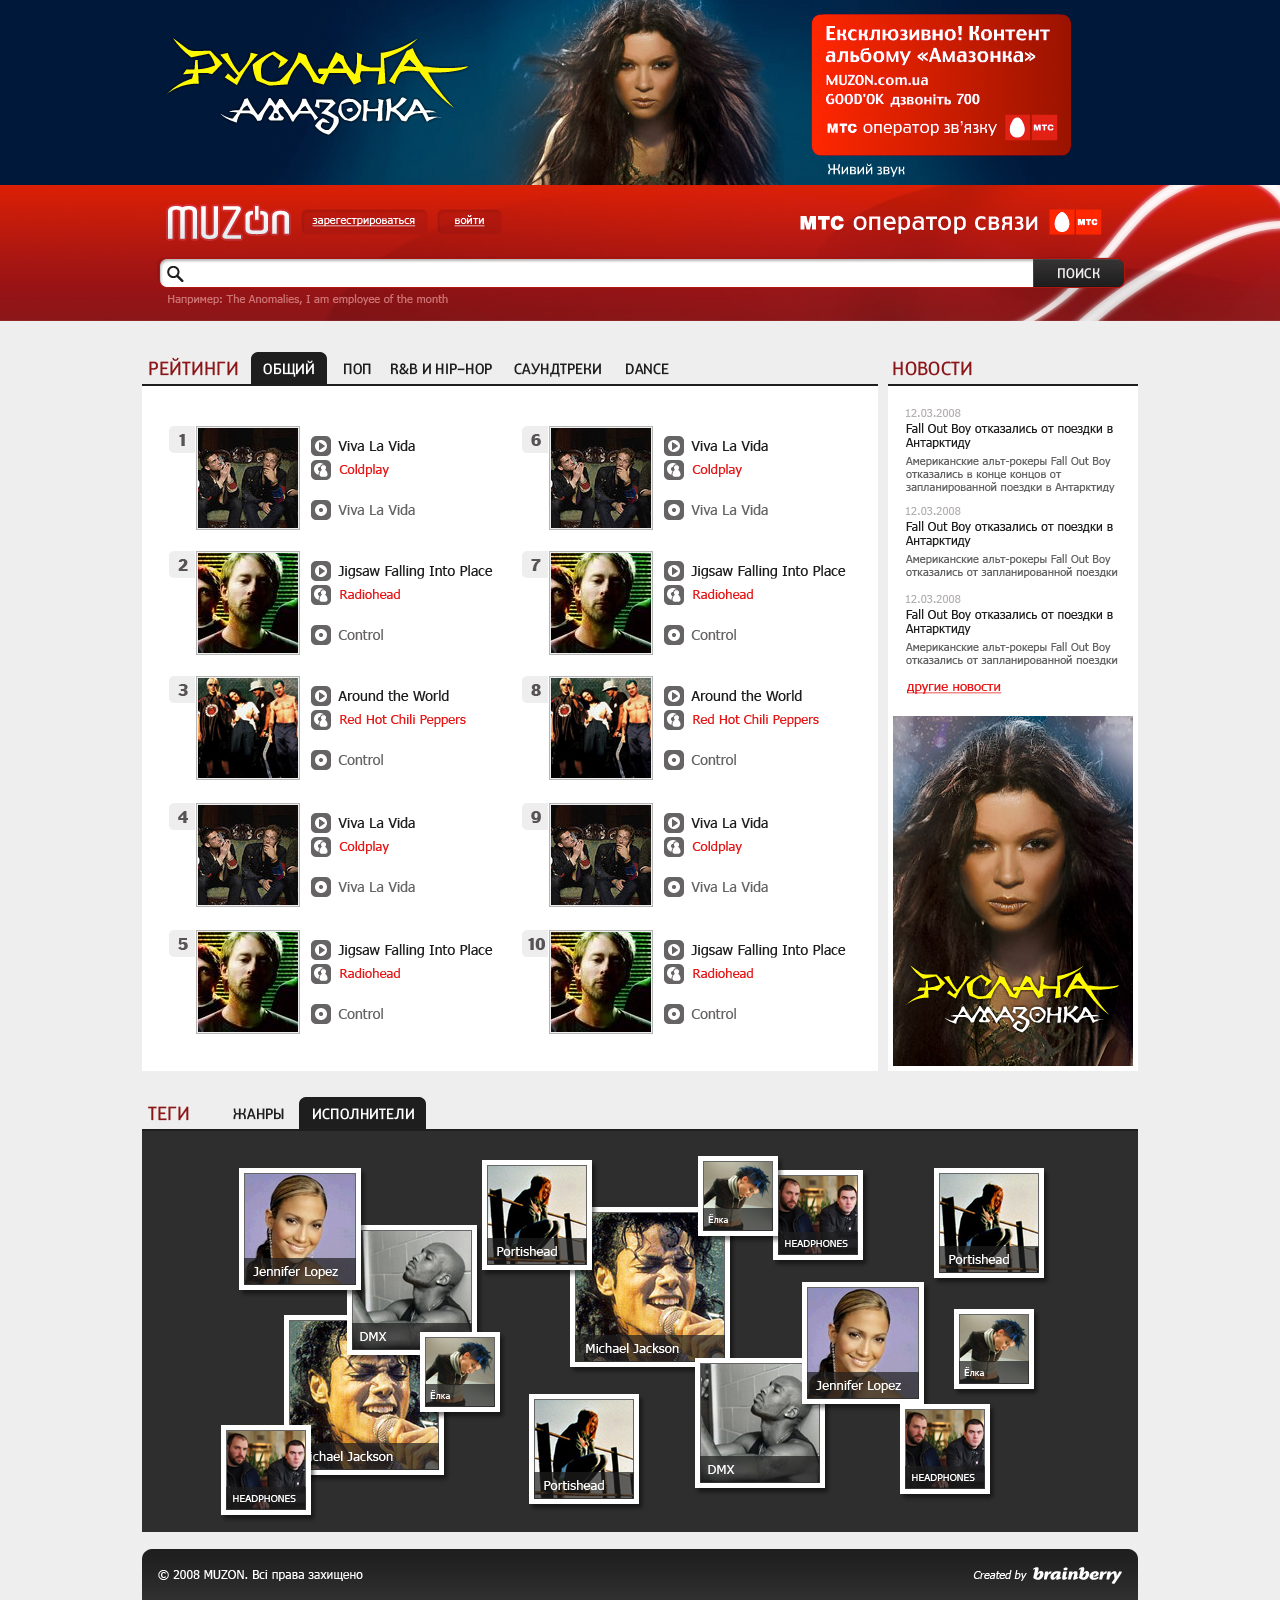 РУСЛАНА
АМАЗОНКА
Ексклюзивно! Контент
альбому «Амазонка»
MUZON.com.ua
GOOD'OK дзвоніть 700
мтс оператор зв'язку
МТС
Живий звук
MUZON
зарегестрироваться
войти
мтс оператор связи
МТС
ПОИСК
Например: The Anomalies, I am employee of the month
РЕЙТИНГИ
ОБЩИЙ
ПОП
R&B И HIP-HOP
САУНДТРЕКИ
DANCE
1
Viva La Vida
Coldplay
Viva La Vida
2
Jigsaw Falling Into Place
Radiohead
Control
3
Around the World
Red Hot Chili Peppers
Control
4
Viva La Vida
Coldplay
Viva La Vida
5
Jigsaw Falling Into Place
Radiohead
Control
6
Viva La Vida
Coldplay
Viva La Vida
7
Jigsaw Falling Into Place
Radiohead
Control
8
Around the World
Red Hot Chili Peppers
Control
9
Viva La Vida
Coldplay
Viva La Vida
10
Jigsaw Falling Into Place
Radiohead
Control
НОВОСТИ
12.03.2008
Fall Out Boy отказались от поездки в
Антарктиду
Американские альт-рокеры Fall Out Boy
отказались в конце концов от
запланированной поездки в Антарктиду
12.03.2008
Fall Out Boy отказались от поездки в
Антарктиду
Американские альт-рокеры Fall Out Boy
отказались от запланированной поездки
12.03.2008
Fall Out Boy отказались от поездки в
Антарктиду
Американские альт-рокеры Fall Out Boy
отказались от запланированной поездки
другие новости
РУСЛАНА
АМАЗОНКА
ТЕГИ
ЖАНРЫ
ИСПОЛНИТЕЛИ
Jennifer Lopez
DMX
Portishead
Michael Jackson
Ёлка
HEADPHONES
Portishead
Ёлка
ichael Jackson
HEADPHONES
Portishead
DMX
Jennifer Lopez
Ёлка
HEADPHONES
© 2008 MUZON. Всі права захищено
Created by brainberry